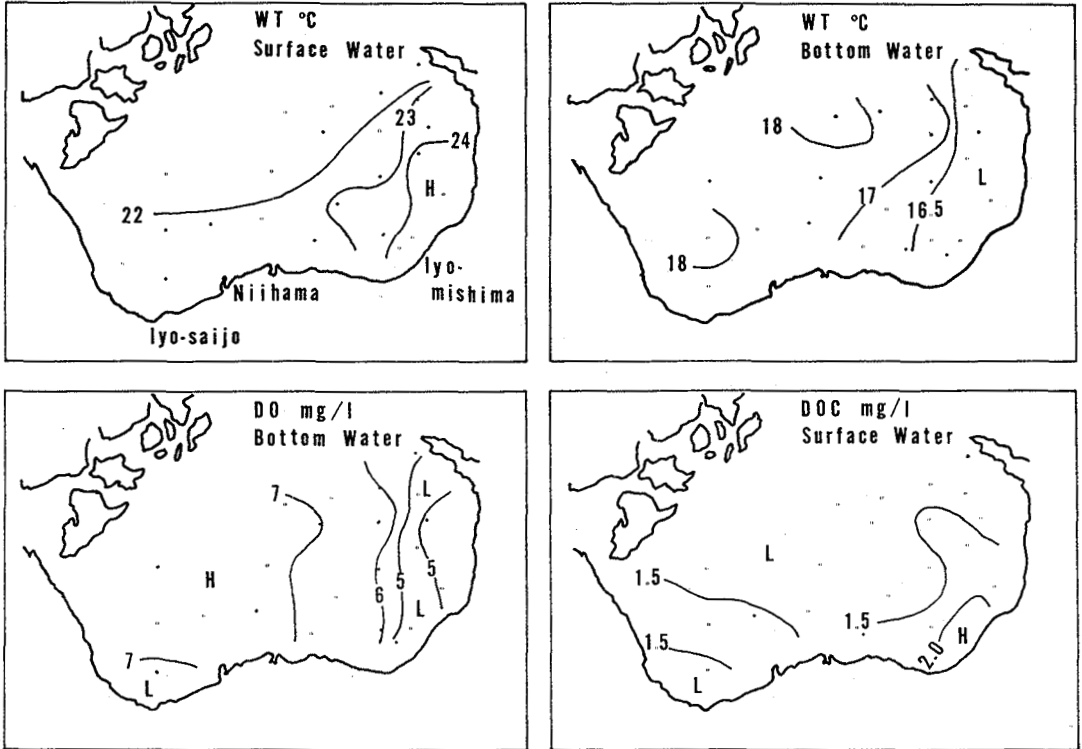 WT °C
Surface Water
23
24
H
22
Iyo-
mishima
Niihama
Iyo-saijo
WT °C
Bottom Water
18
L
17
16.5
18
DO mg/l
Bottom Water
7
L
H
5
5
6
L
7
L
DOC mg/l
Surface Water
L
1.5
1.5
H
1.5
2.0
L